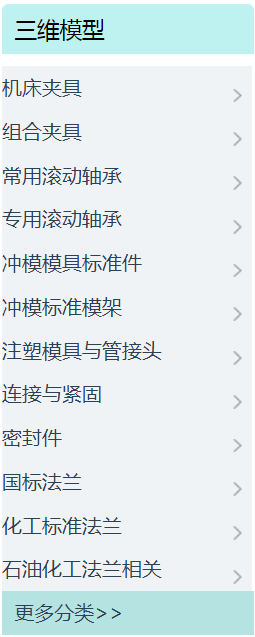 三维模型
机床夹具
组合夹具
常用滚动轴承
专用滚动轴承
冲模模具标准件
冲模标准模架
注塑模具与管接头
连接与紧固
密封件
国标法兰
化工标准法兰
石油化工法兰相关
更多分类>>